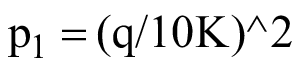 p₁ = (q/10K)^2